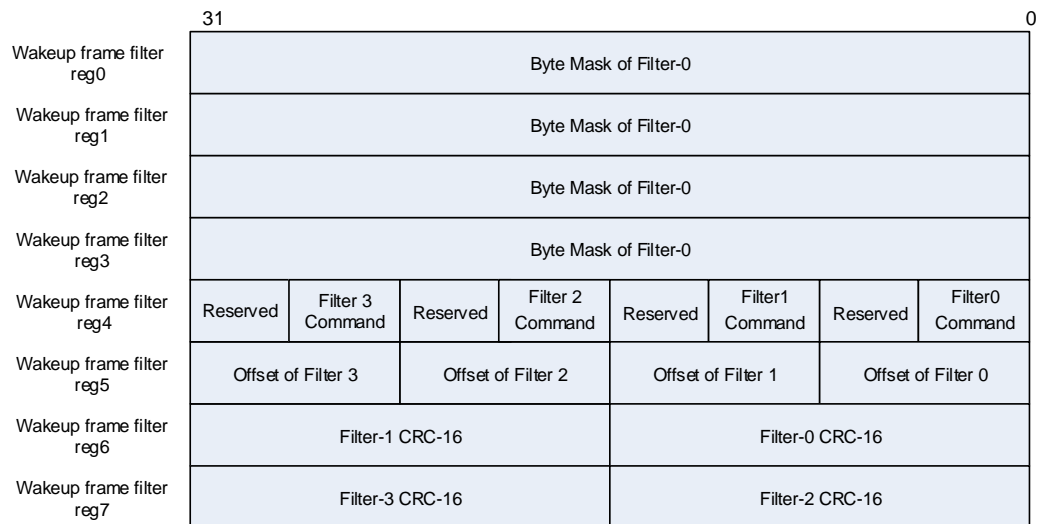 31 0
Wakeup frame filter
reg0
Byte Mask of Filter-0
Wakeup frame filter
reg1
Byte Mask of Filter-0
Wakeup frame filter
reg2
Byte Mask of Filter-0
Wakeup frame filter
reg3
Byte Mask of Filter-0
Wakeup frame filter
reg4
Reserved
Filter 3
Command
Reserved
Filter 2
Command
Reserved
Filter1
Command
Reserved
Filter0
Command
Wakeup frame filter
reg5
Offset of Filter 3
Offset of Filter 2
Offset of Filter 1
Offset of Filter 0
Wakeup frame filter
reg6
Filter-1 CRC-16
Filter-0 CRC-16
Wakeup frame filter
reg7
Filter-3 CRC-16
Filter-2 CRC-16